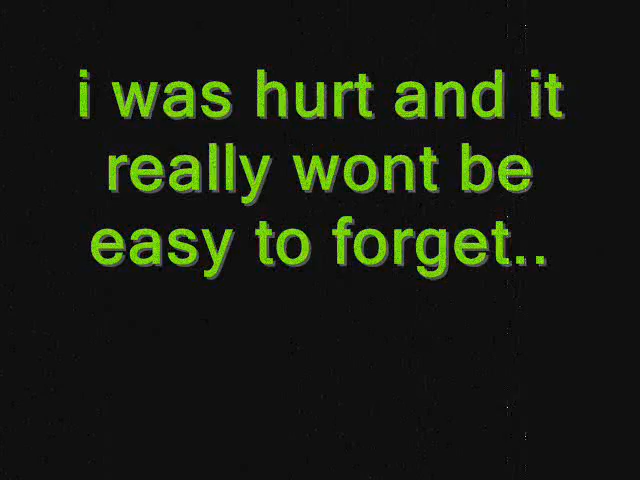 i was hurt and it
really wont be
easy to forget..